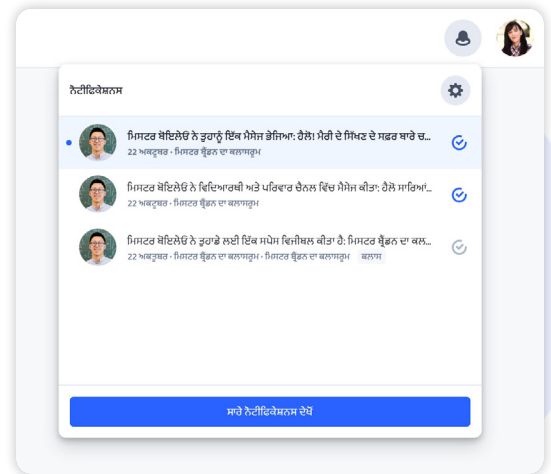 ਨੋਟੀਫਿਕੇਸ਼ਨਸ
ਮਿਸਟਰ ਬੋਇਲੇਓ ਨੇ ਤੁਹਾਨੂੰ ਇੱਕ ਮੈਸੇਜ ਭੇਜਿਆ: ਹੈਲੋ! ਮੈਰੀ ਦੇ ਸਿੱਖਣ ਦੇ ਸਫ਼ਰ ਬਾਰੇ ਚ...
22 ਅਕਤੂਬਰ · ਮਿਸਟਰ ਬ੍ਰੈਂਡਨ ਦਾ ਕਲਾਸਰੂਮ
ਮਿਸਟਰ ਬੋਇਲੇਓ ਨੇ ਵਿਦਿਆਰਥੀ ਅਤੇ ਪਰਿਵਾਰ ਚੈਨਲ ਵਿੱਚ ਮੈਸੇਜ ਕੀਤਾ: ਹੈਲੋ ਸਾਰਿਆਂ...
22 ਅਕਤੂਬਰ · ਮਿਸਟਰ ਬ੍ਰੈਂਡਨ ਦਾ ਕਲਾਸਰੂਮ
ਮਿਸਟਰ ਬੋਇਲੇਓ ਨੇ ਤੁਹਾਡੇ ਲਈ ਇੱਕ ਸਪੇਸ ਵਿਜੀਬਲ ਕੀਤਾ ਹੈ: ਮਿਸਟਰ ਬ੍ਰੈਂਡਨ ਦਾ ਕਲ...
22 ਅਕਤੂਬਰ · ਮਿਸਟਰ ਬ੍ਰੈਂਡਨ ਦਾ ਕਲਾਸਰੂਮ · ਮਿਸਟਰ ਬ੍ਰੈਂਡਨ ਦਾ ਕਲਾਸਰੂਮ ਕਲਾਸ
ਸਾਰੇ ਨੋਟੀਫਿਕੇਸ਼ਨਸ ਦੇਖੋਂ